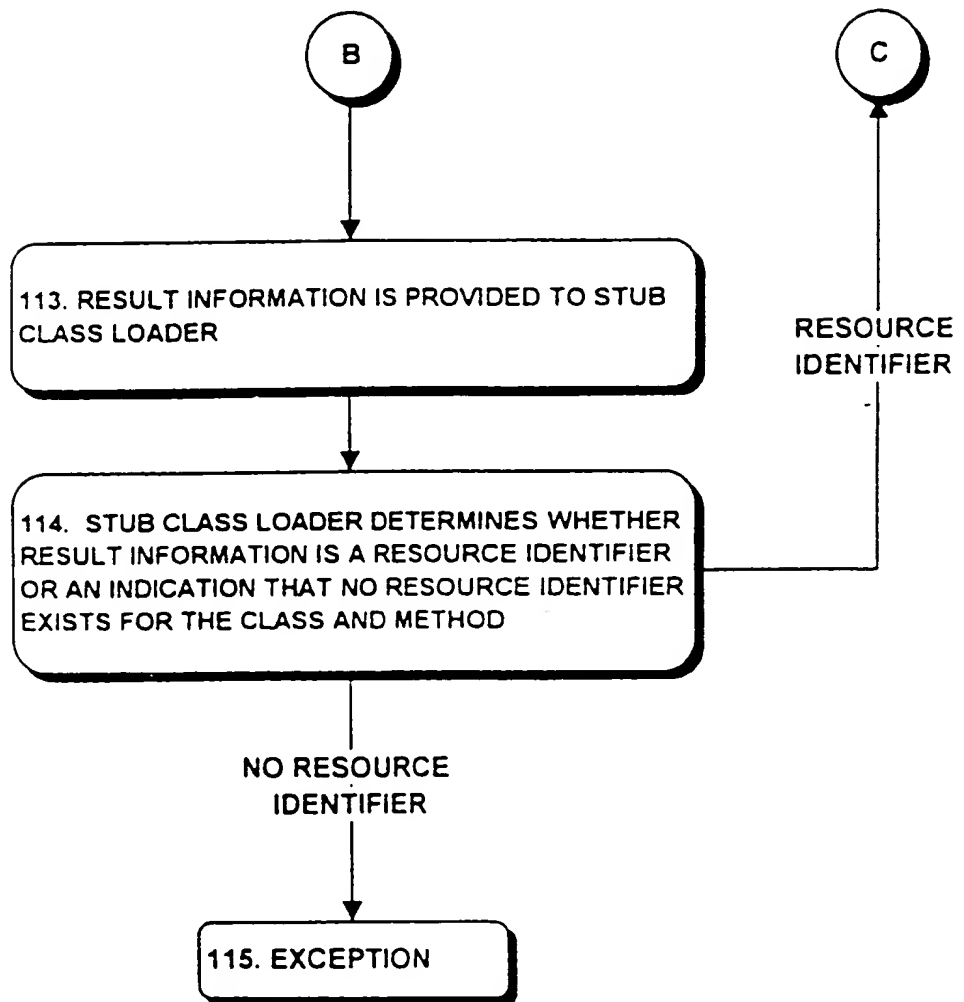 B
C
113. RESULT INFORMATION IS PROVIDED TO STUB
CLASS LOADER
RESOURCE
IDENTIFIER
114. STUB CLASS LOADER DETERMINES WHETHER
RESULT INFORMATION IS A RESOURCE IDENTIFIER
OR AN INDICATION THAT NO RESOURCE IDENTIFIER
EXISTS FOR THE CLASS AND METHOD
NO RESOURCE
IDENTIFIER
115. EXCEPTION